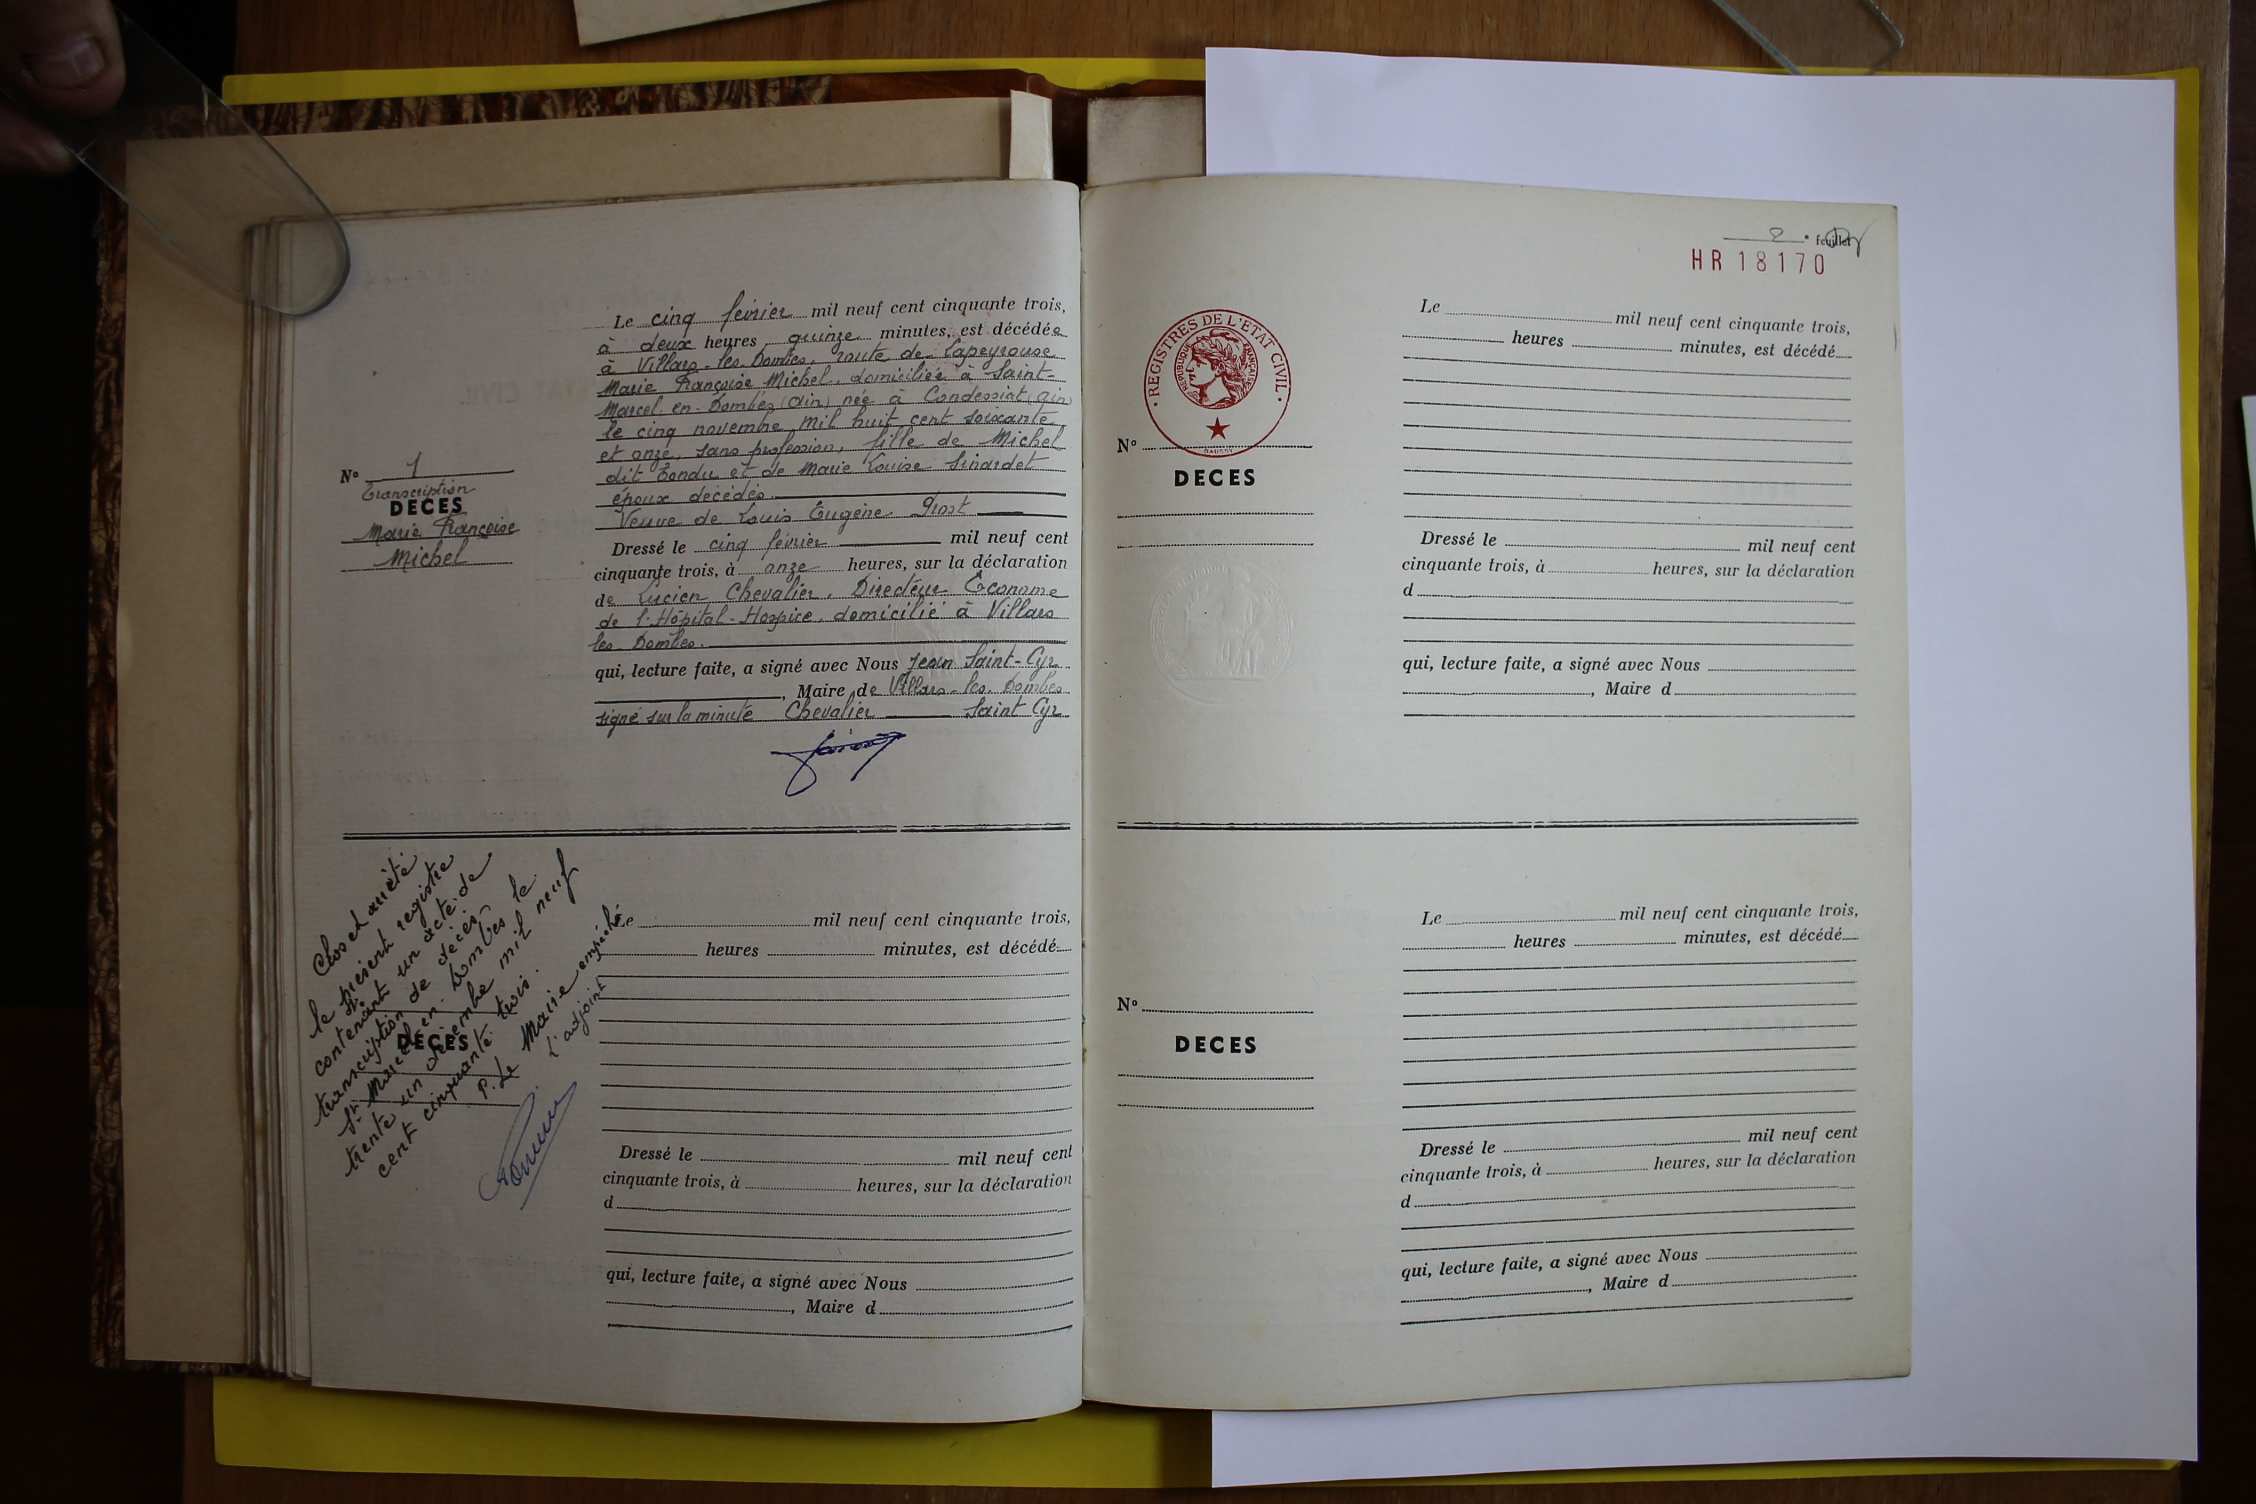 Le cinq février mil neuf cent cinquante trois,
à deux heures quinze minutes, est décédée
à Villars-les-Dombes, route de Lapeyrouse
Marie Françoise Michel, domiciliée à Saint-
Marcel-en-Dombes (Ain) née à Condessiat (Ain)
le cinq novembre mil huit cent soixante
et onze, sans profession, fille de Michel
dit Tondu et de Marie Louise
époux décédés.
Veuve de Louis Eugène Prost
Dressé le cinq février mil neuf cent
cinquante trois, à onze heures, sur la déclaration
de Lucien Chevalier, Directeur Econome
de l'Hôpital-Hospice, domicilié à Villars
les Dombes.
qui, lecture faite, a signé avec Nous Jean Saint-Cyr
, Maire de Villars-les-Dombes
signé sur la minute Chevalier Saint Cyr
N° 1
Transcription
DECES
Marie Françoise
Michel
Clos et arrêté
le présent registre
contenant un acte de
transcription de décès
St Marcel en-Dombes le
trente un décembre mil neuf
cent cinquante trois.
P. Le Maire empêché
L'adjoint
DECES
Le mil neuf cent cinquante trois,
heures minutes, est décédé
Dressé le mil neuf cent
cinquante trois, à heures, sur la déclaration
d
qui, lecture faite, a signé avec Nous
, Maire d
2e feuillet
HR 18170
REGISTRES DE L'ETAT CIVIL
REPUBLIQUE FRANÇAISE
N°
DECES
Le mil neuf cent cinquante trois,
heures minutes, est décédé
Dressé le mil neuf cent
cinquante trois, à heures, sur la déclaration
d
qui, lecture faite, a signé avec Nous
, Maire d
N°
DECES
Le mil neuf cent cinquante trois,
heures minutes, est décédé
Dressé le mil neuf cent
cinquante trois, à heures, sur la déclaration
d
qui, lecture faite, a signé avec Nous
, Maire d